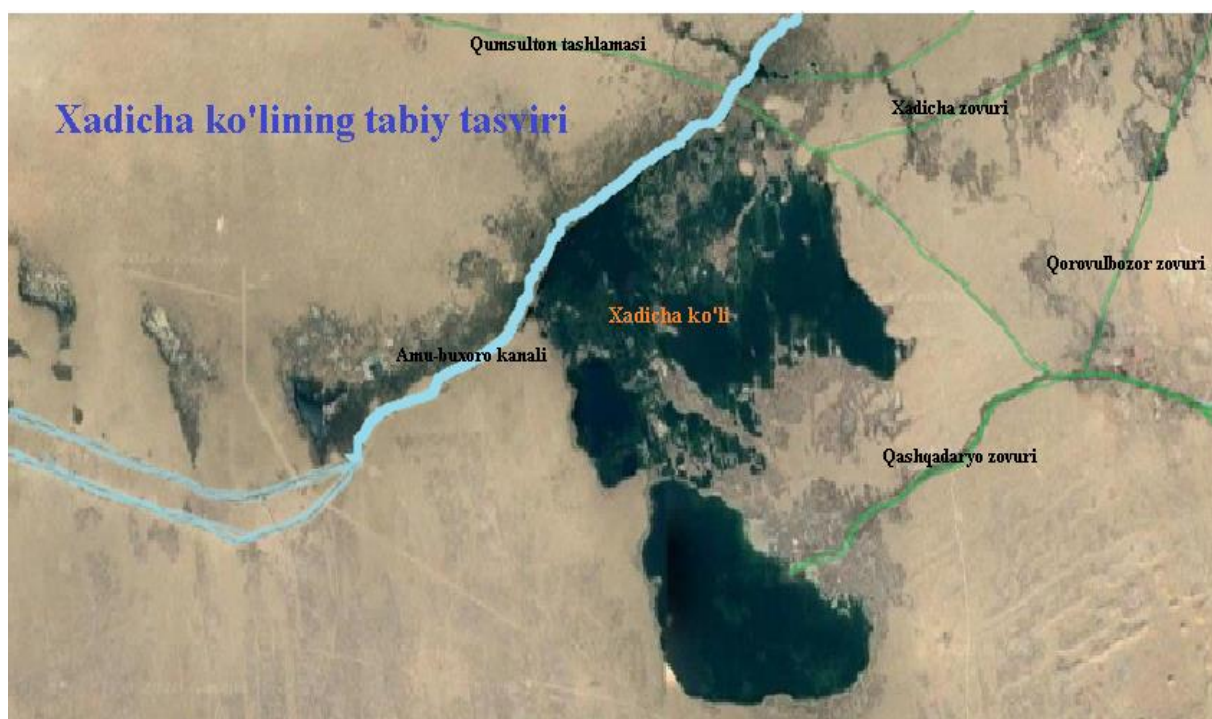 Qumsulton tashlamasi
Xadicha ko'lining tabiy tasviri
Xadicha zovuri
Qorovulbozor zovuri
Xadicha ko'li
Amu-buxoro kanali
Qashqadaryo zovuri